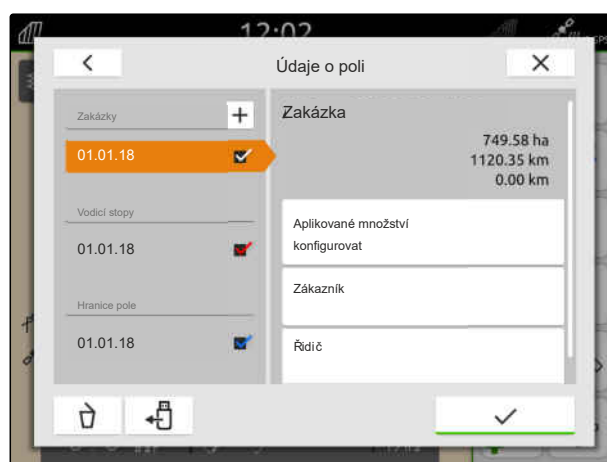 12:02
GPS
Údaje o poli
Zakázky
01.01.18
Vodicí stopy
01.01.18
Hranice pole
01.01.18
Zakázka
749.58 ha
1120.35 km
0.00 km
Aplikované množství
konfigurovat
Zákazník
Řidič